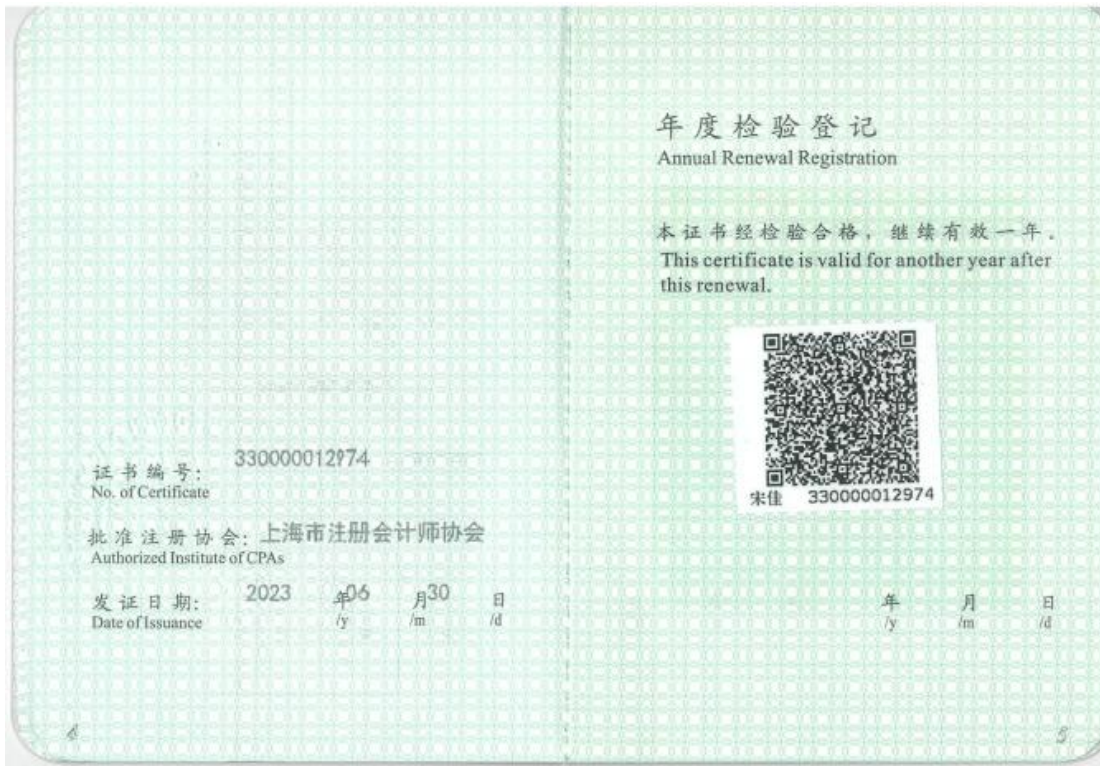 证书编号: 330000012974
No. of Certificate
批准注册协会: 上海市注册会计师协会
Authorized Institute of CPAs
发证日期: 2023 年06 月30 日
Date of Issuance /y /m /d
4
年度检验登记
Annual Renewal Registration
本证书经检验合格，继续有效一年.
This certificate is valid for another year after
this renewal.
宋佳 330000012974
年 月 日
/y /m /d
5